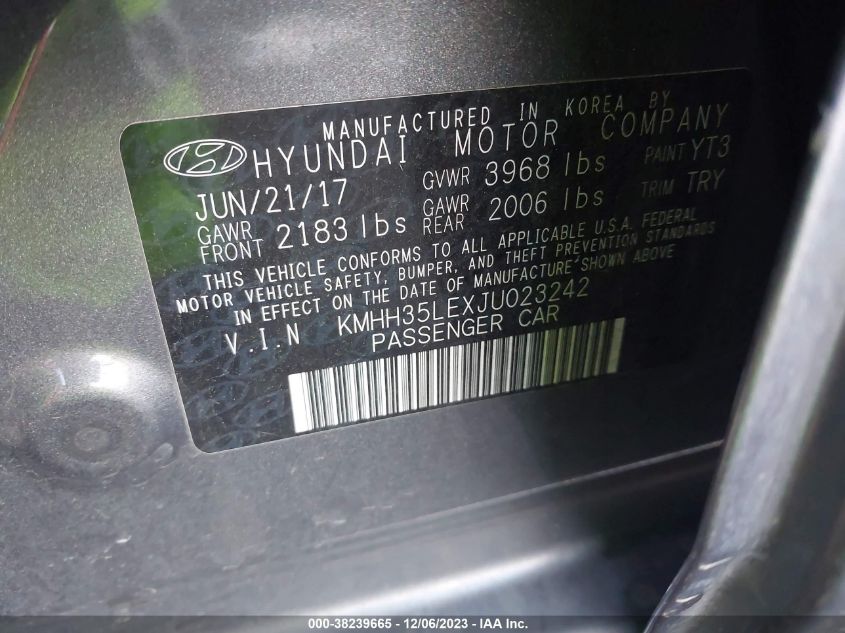 MANUFACTURED IN KOREA BY
HYUNDAI MOTOR COMPANY
JUN/21/17 GVWR 3968 lbs PAINT YT3
GAWR FRONT 2183 lbs GAWR REAR 2006 lbs TRIM TRY
THIS VEHICLE CONFORMS TO ALL APPLICABLE U.S.A. FEDERAL
MOTOR VEHICLE SAFETY, BUMPER, AND THEFT PREVENTION STANDARDS
IN EFFECT ON THE DATE OF MANUFACTURE SHOWN ABOVE
V.I.N KMHH35LEXJU023242
PASSENGER CAR
000-38239665 - 12/06/2023 - IAA Inc.